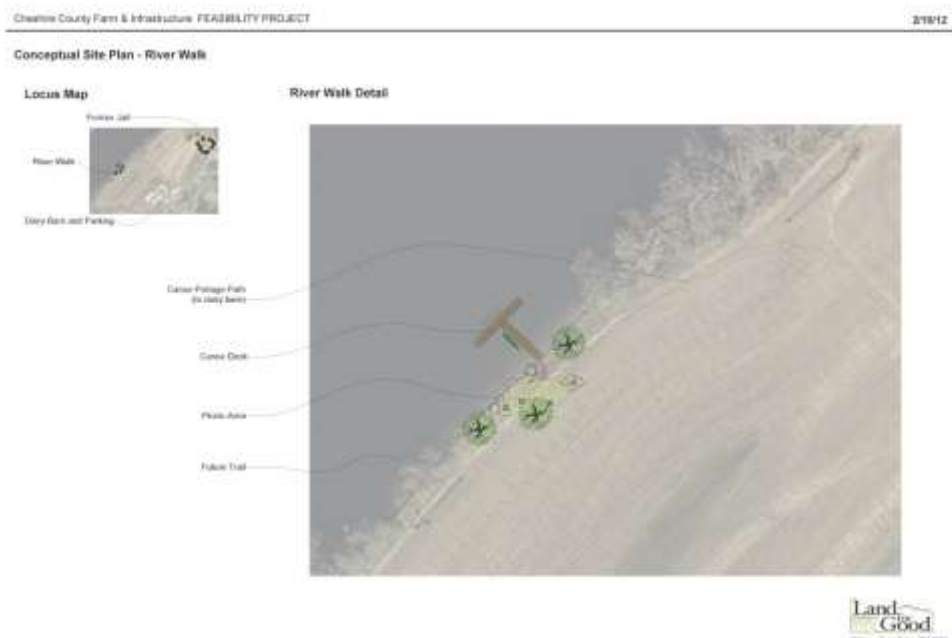 Cheshire County Farm & Infrastructure FEASIBILITY PROJECT
2/16/12
Conceptual Site Plan - River Walk
Locus Map
River Walk Detail
Former Jail
River Walk
Dairy Barn and Parking
Canoe Portage Path
(to dairy barn)
Canoe Dock
Picnic Area
Future Trail
Land
For
Good